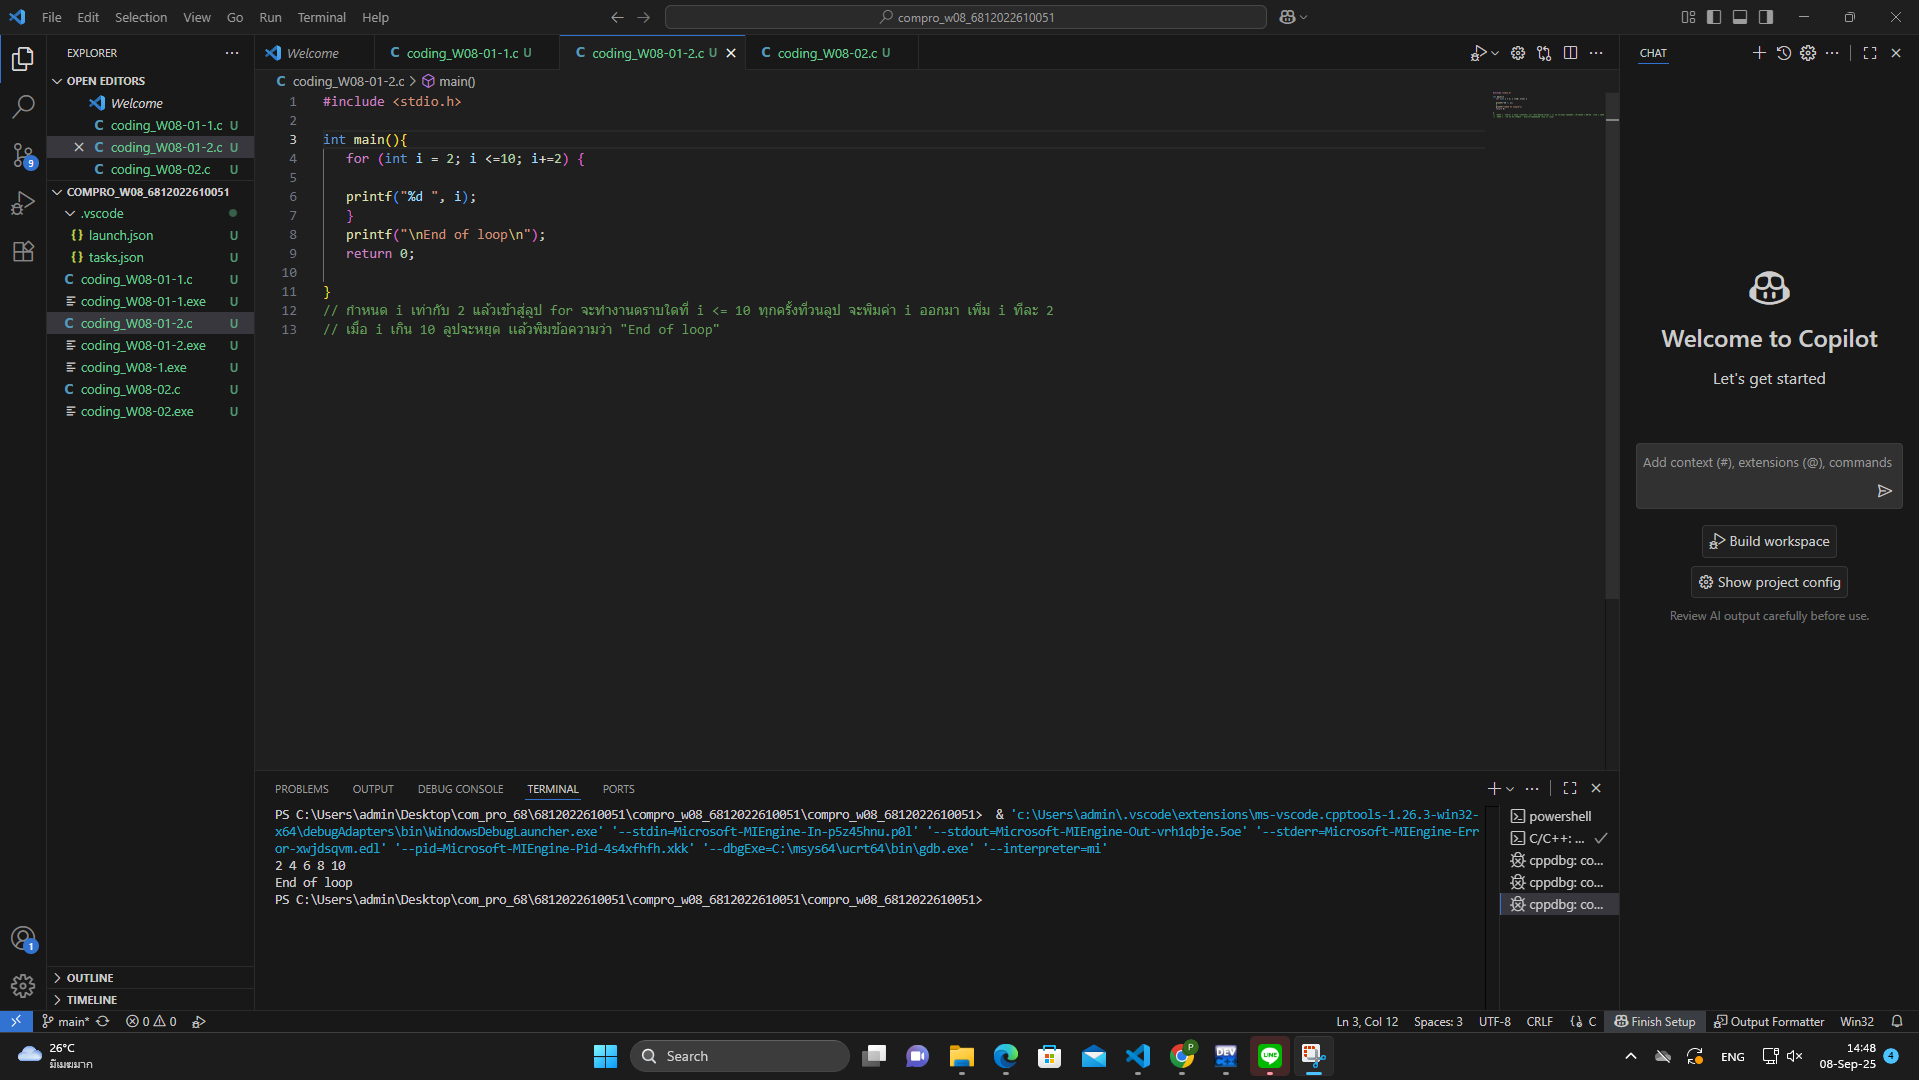 File Edit Selection View Go Run Terminal Help
compro_w08_6812022610051
EXPLORER
OPEN EDITORS
Welcome
coding_W08-01-1.c U
coding_W08-01-2.c U
coding_W08-02.c U
COMPRO_W08_6812022610051
.vscode
launch.json U
tasks.json U
coding_W08-01-1.c U
coding_W08-01-1.exe U
coding_W08-01-2.c U
coding_W08-01-2.exe U
coding_W08-1.exe U
coding_W08-02.c U
coding_W08-02.exe U
OUTLINE
TIMELINE
9
1
Welcome
coding_W08-01-1.c U
coding_W08-01-2.c U
coding_W08-02.c U
coding_W08-01-2.c > main()
1 #include <stdio.h>
2
3 int main(){
4 for (int i = 2; i <=10; i+=2) {
5
6 printf("%d ", i);
7 }
8 printf("\nEnd of loop\n");
9 return 0;
10
11 }
12 // กำหนด i เท่ากับ 2 แล้วเข้าสู่ลูป for จะทำงานตราบใดที่ i <= 10 ทุกครั้งที่วนลูป จะพิมค่า i ออกมา เพิ่ม i ทีละ 2
13 // เมื่อ i เกิน 10 ลูปจะหยุด แล้วพิมข้อความว่า "End of loop"
PROBLEMS OUTPUT DEBUG CONSOLE TERMINAL PORTS
PS C:\Users\admin\Desktop\com_pro_68\6812022610051\compro_w08_6812022610051\compro_w08_6812022610051> & 'c:\Users\admin\.vscode\extensions\ms-vscode.cpptools-1.26.3-win32-
x64\debugAdapters\bin\WindowsDebugLauncher.exe' '--stdin=Microsoft-MIEngine-In-p5z45hnu.p0l' '--stdout=Microsoft-MIEngine-Out-vrh1qbje.5oe' '--stderr=Microsoft-MIEngine-Err
or-xwjdsqvm.edl' '--pid=Microsoft-MIEngine-Pid-4s4xfhfh.xkk' '--dbgExe=C:\msys64\ucrt64\bin\gdb.exe' '--interpreter=mi'
2 4 6 8 10
End of loop
PS C:\Users\admin\Desktop\com_pro_68\6812022610051\compro_w08_6812022610051\compro_w08_6812022610051>
powershell
C/C++: ...
cppdbg: co...
cppdbg: co...
cppdbg: co...
CHAT
Welcome to Copilot
Let's get started
Add context (#), extensions (@), commands
Build workspace
Show project config
Review AI output carefully before use.
main* 0 0
Ln 3, Col 12 Spaces: 3 UTF-8 CRLF {} C Finish Setup Output Formatter Win32
26°C
มีเมฆมาก
Search
P
DEV
C++
LINE
ENG
14:48
08-Sep-25
4